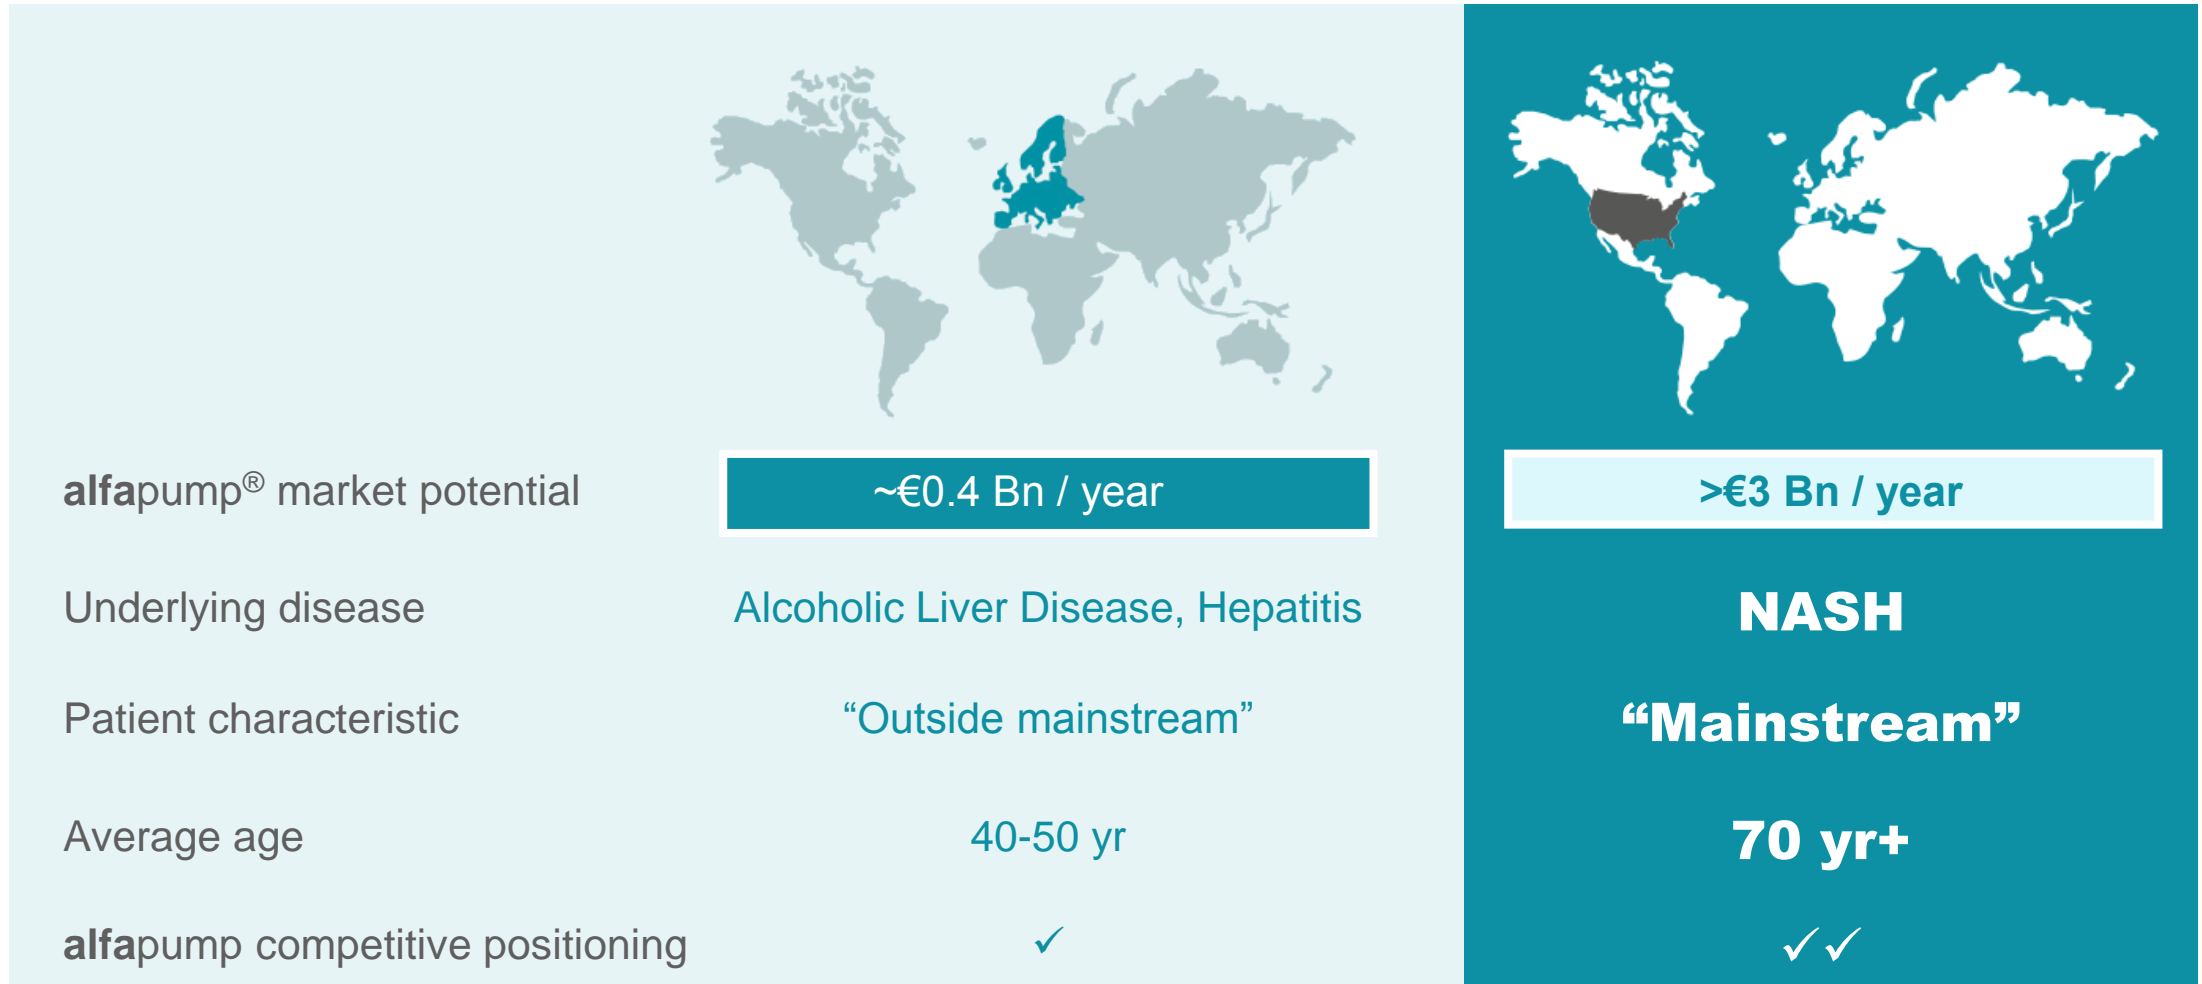 alfapump® market potential ~€0.4 Bn / year >€3 Bn / year
Underlying disease Alcoholic Liver Disease, Hepatitis NASH
Patient characteristic “Outside mainstream” “Mainstream”
Average age 40-50 yr 70 yr+
alfapump competitive positioning ✓ ✓✓